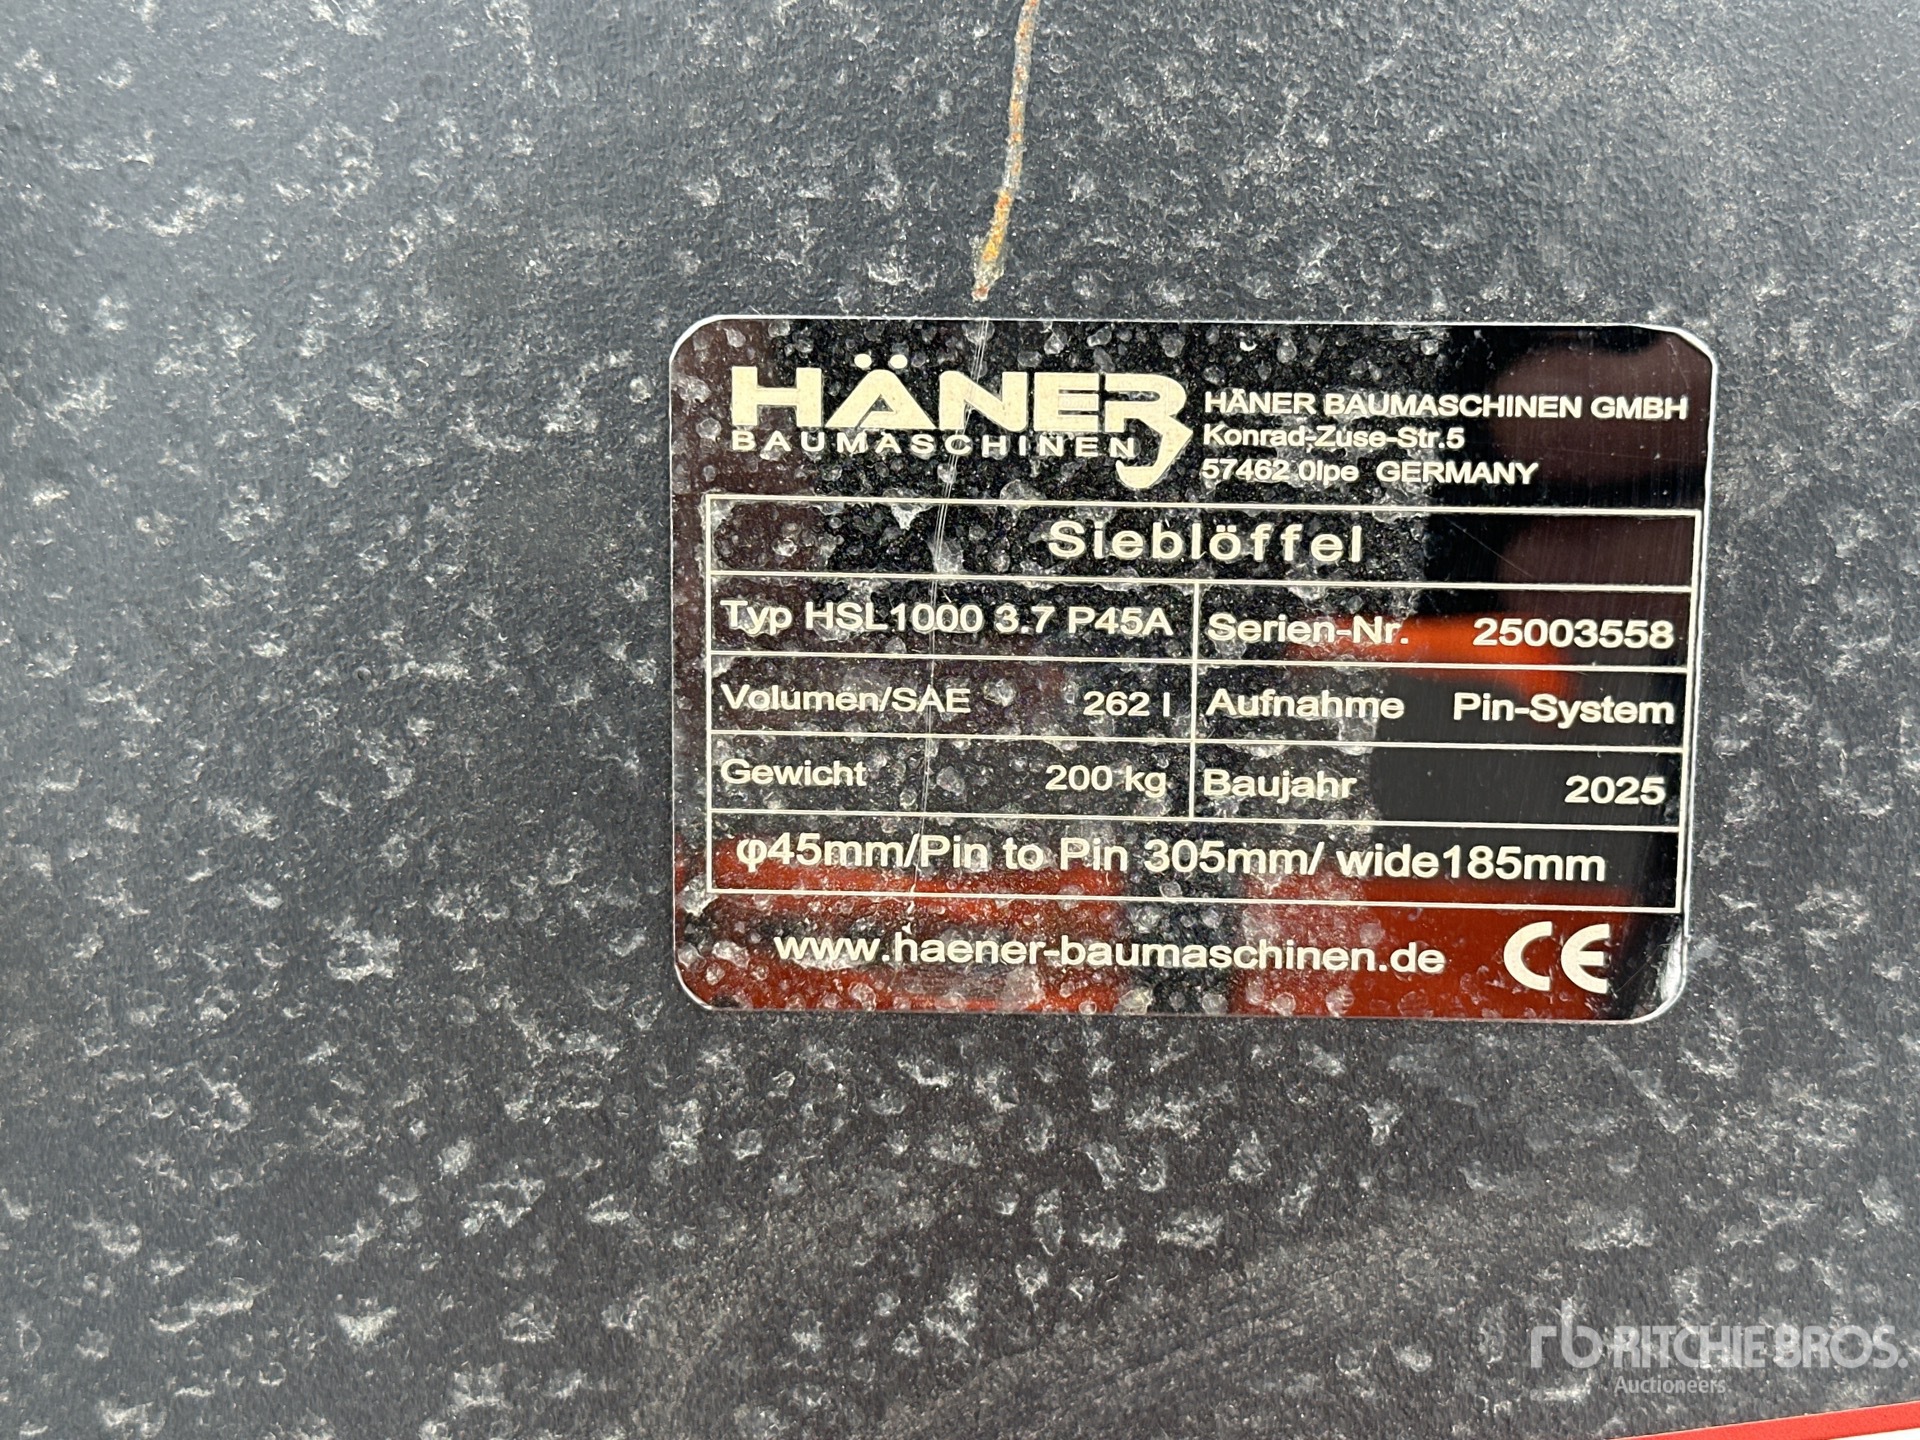 HÄNER
BAUMASCHINEN
HÄNER BAUMASCHINEN GMBH
Konrad-Zuse-Str.5
57462 Olpe GERMANY
Sieblöffel
Typ HSL1000 3.7 P45A
Serien-Nr. 25003558
Volumen/SAE 262 l
Aufnahme Pin-System
Gewicht 200 kg
Baujahr 2025
φ45mm/Pin to Pin 305mm/ wide185mm
www.haener-baumaschinen.de CE
rb RITCHIE BROS.
Auctioneers